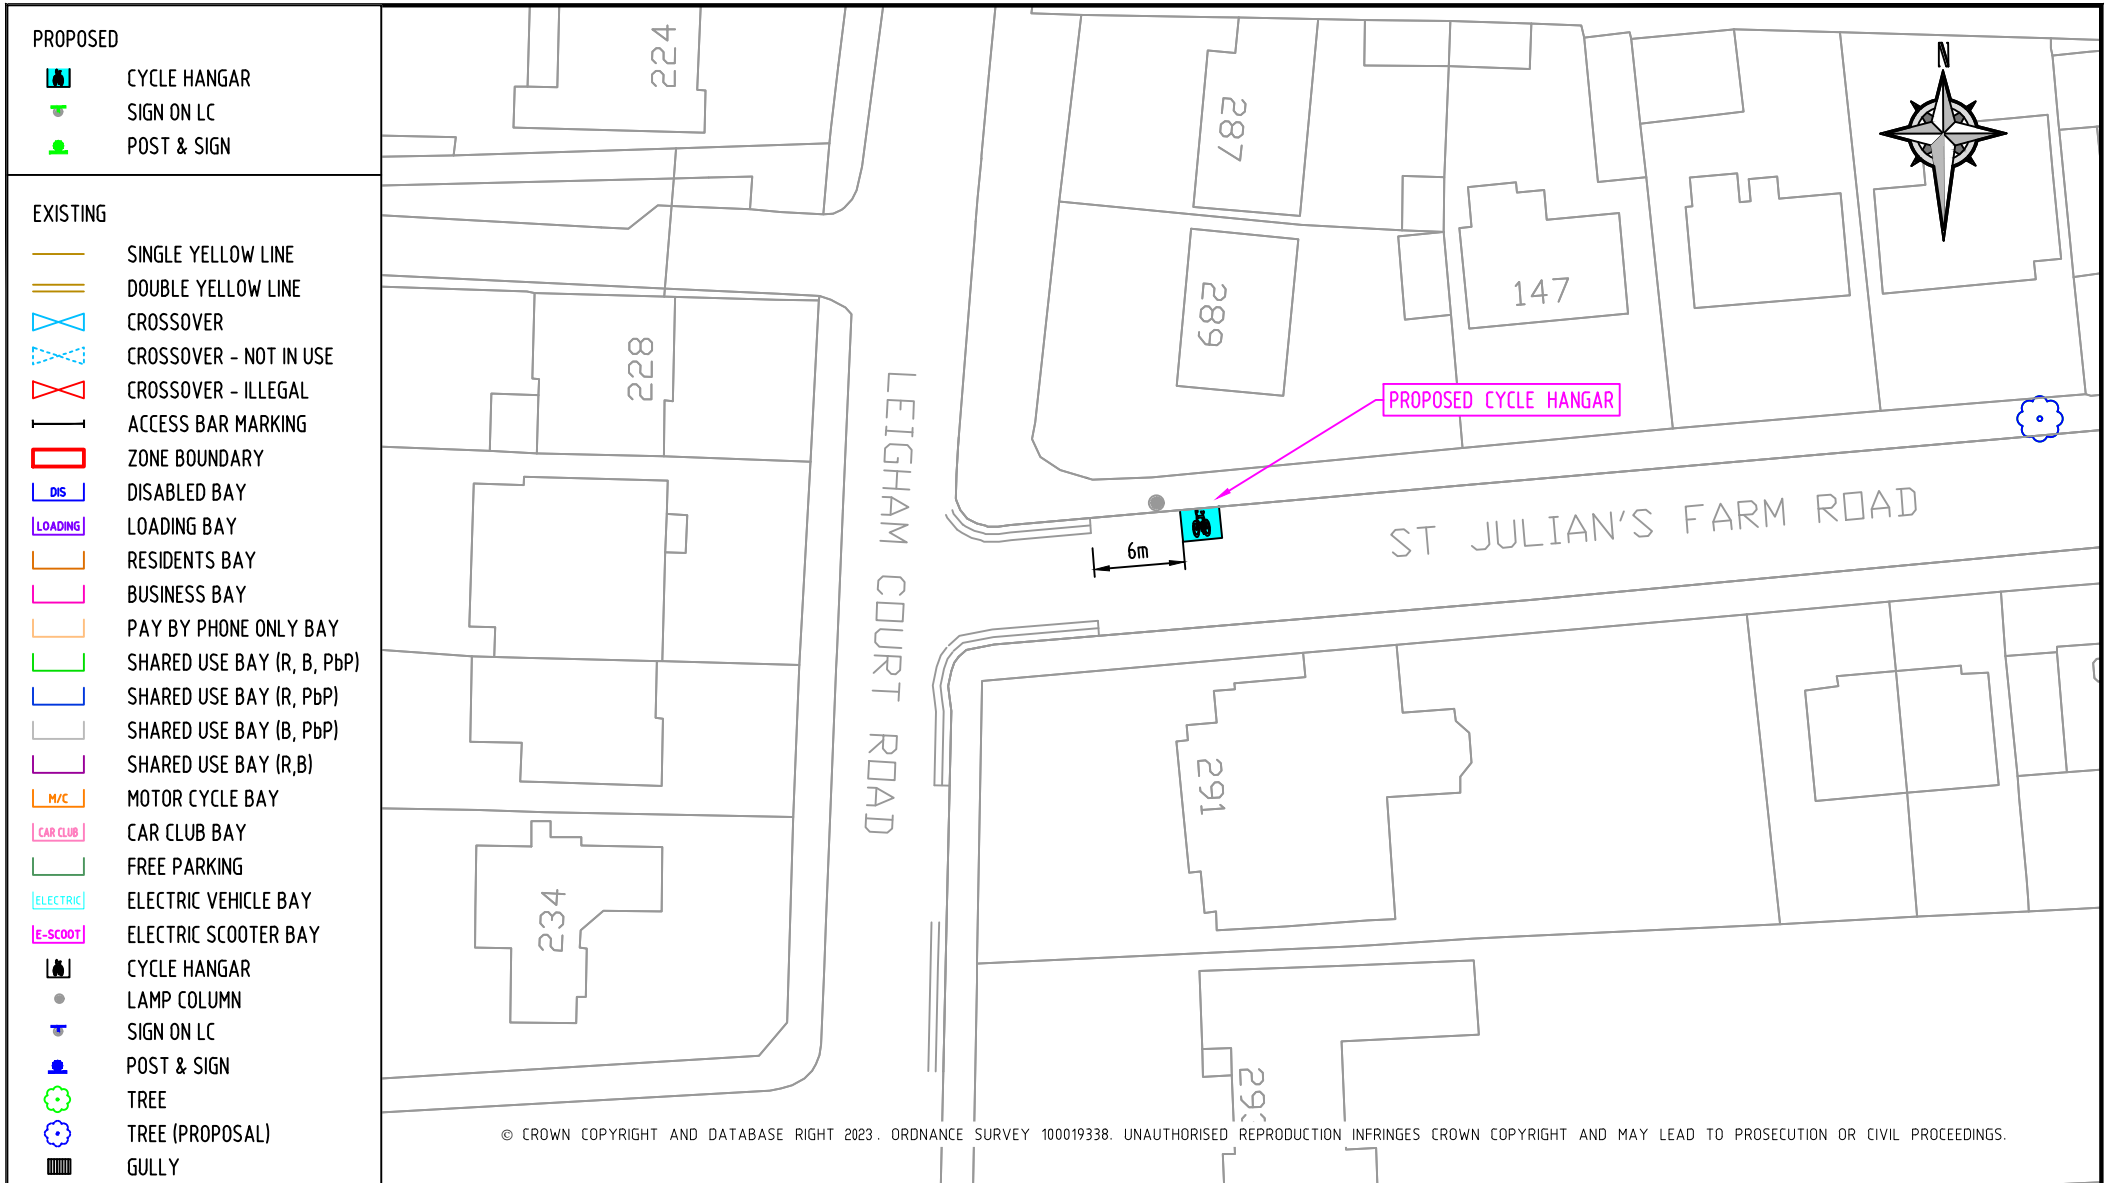 PROPOSED
CYCLE HANGAR
SIGN ON LC
POST & SIGN
EXISTING
SINGLE YELLOW LINE
DOUBLE YELLOW LINE
CROSSOVER
CROSSOVER - NOT IN USE
CROSSOVER - ILLEGAL
ACCESS BAR MARKING
ZONE BOUNDARY
DIS DISABLED BAY
LOADING LOADING BAY
RESIDENTS BAY
BUSINESS BAY
PAY BY PHONE ONLY BAY
SHARED USE BAY (R, B, PbP)
SHARED USE BAY (R, PbP)
SHARED USE BAY (B, PbP)
SHARED USE BAY (R,B)
M/C MOTOR CYCLE BAY
CAR CLUB CAR CLUB BAY
FREE PARKING
ELECTRIC ELECTRIC VEHICLE BAY
E-SCOOT ELECTRIC SCOOTER BAY
CYCLE HANGAR
LAMP COLUMN
SIGN ON LC
POST & SIGN
TREE
TREE (PROPOSAL)
GULLY
224
287
N
289
147
228
PROPOSED CYCLE HANGAR
LEIGHAM COURT ROAD
ST JULIAN'S FARM ROAD
6m
291
234
© CROWN COPYRIGHT AND DATABASE RIGHT 2023. ORDNANCE SURVEY 100019338. UNAUTHORISED REPRODUCTION INFRINGES CROWN COPYRIGHT AND MAY LEAD TO PROSECUTION OR CIVIL PROCEEDINGS.